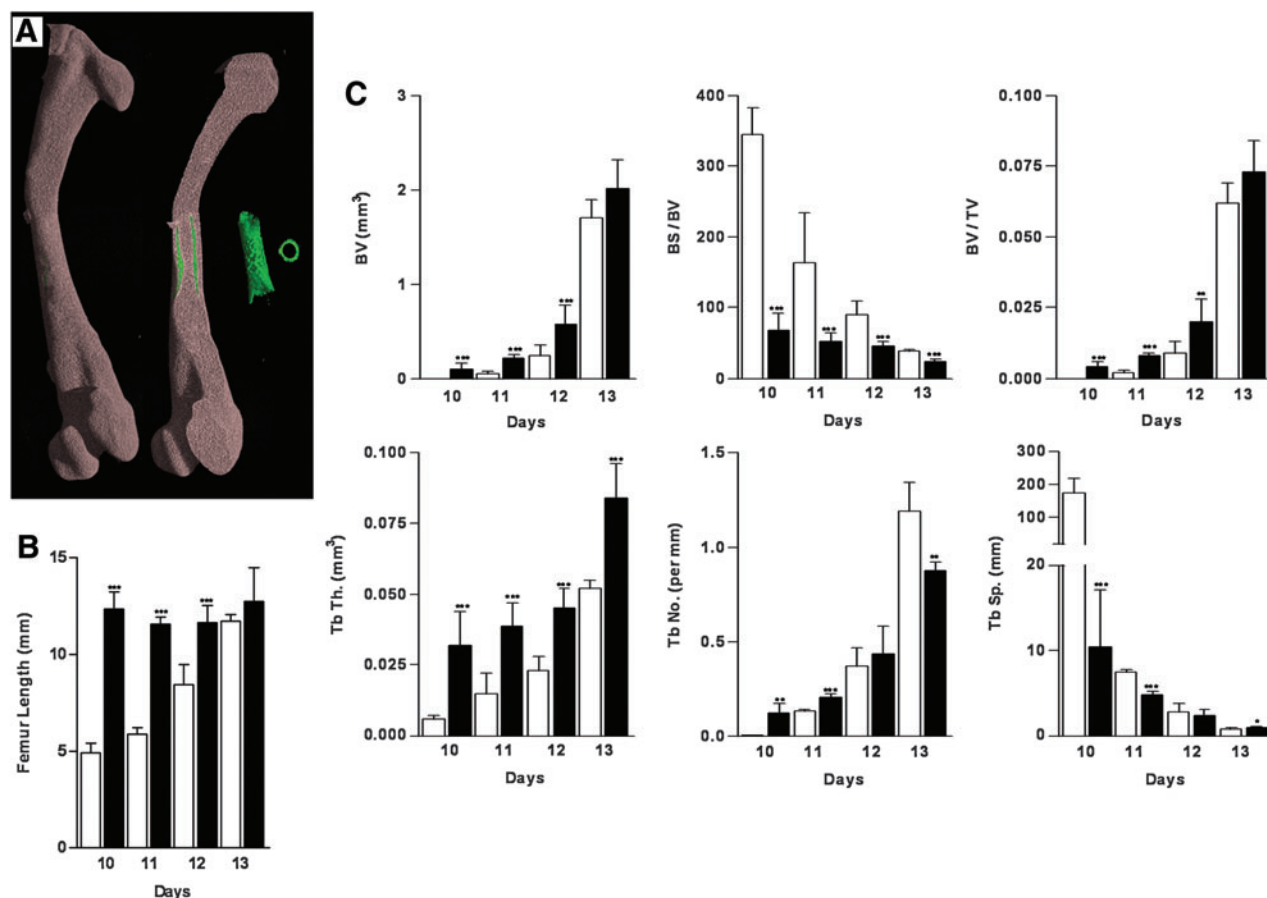 A
B
Femur Length (mm)
15
10
5
0
*** *** ***
10 11 12 13
Days
C
BV (mm³)
3
2
1
0
*** *** ***
10 11 12 13
Days
BS / BV
400
300
200
100
50
0
*** *** *** ***
10 11 12 13
Days
BV / TV
0.100
0.075
0.050
0.025
0.000
*** *** **
10 11 12 13
Days
Tb Th. (mm³)
0.100
0.075
0.050
0.025
0.000
*** *** *** ***
10 11 12 13
Days
Tb No. (per mm)
1.5
1.0
0.5
0.0
** *** **
10 11 12 13
Days
Tb Sp. (mm)
300
200
100
20
10
0
*** *** *
10 11 12 13
Days